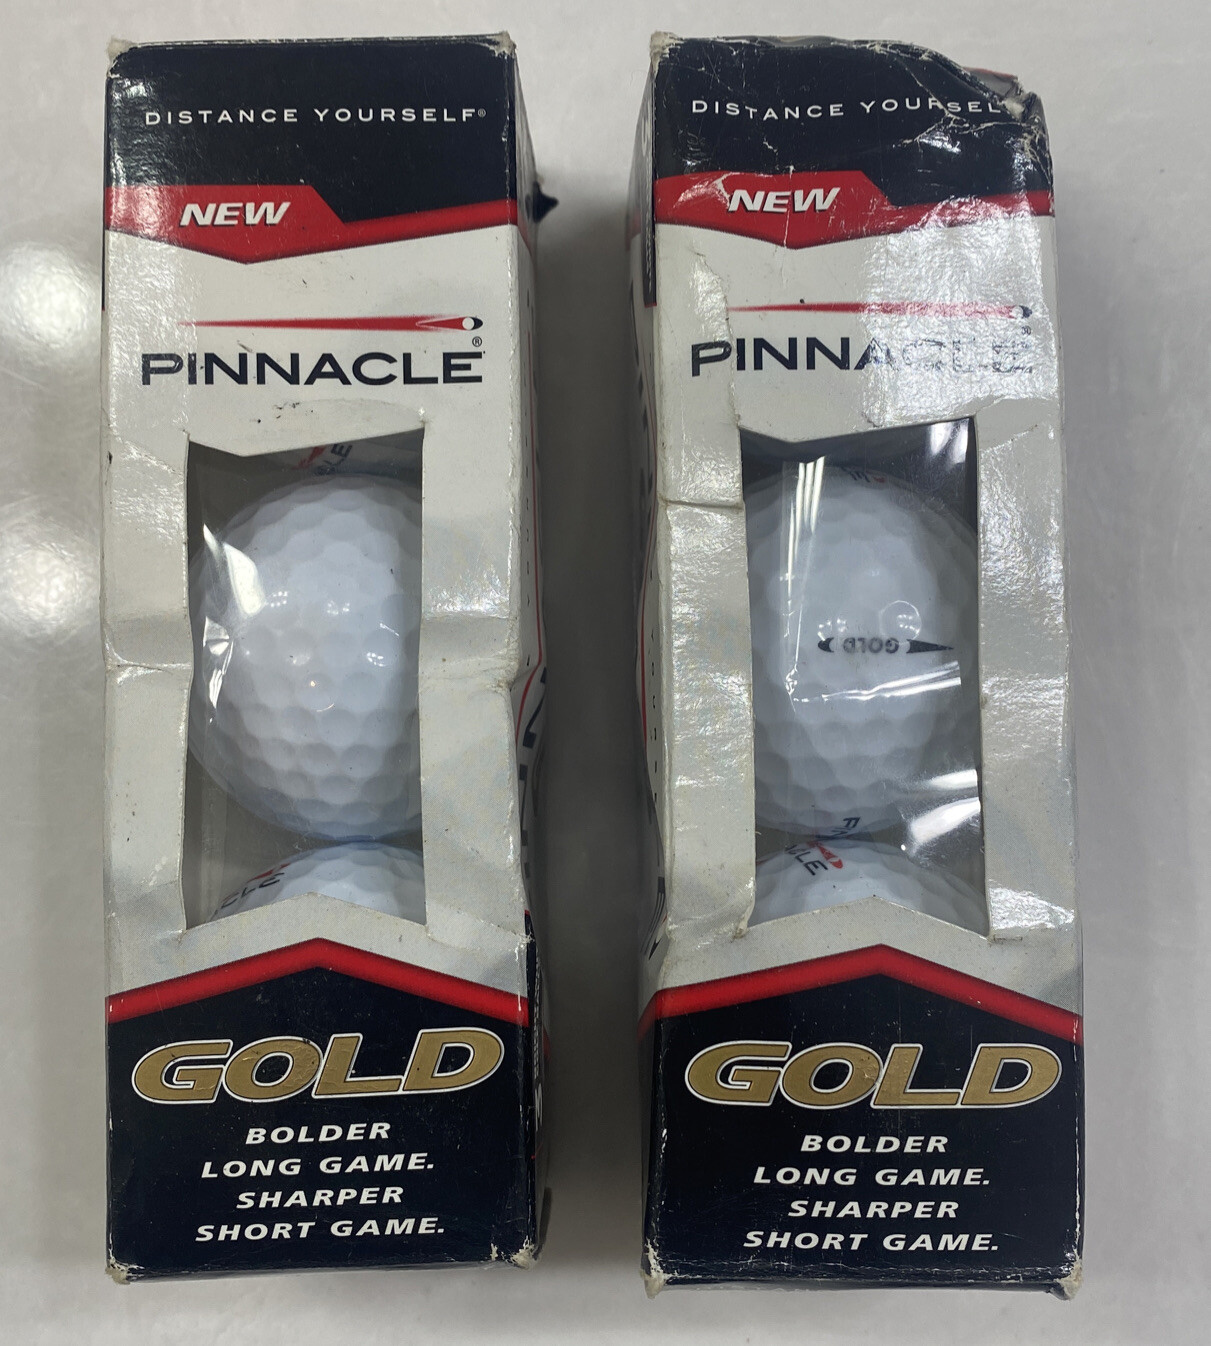 DISTANCE YOURSELF®
NEW
PINNACLE®
GOLD
BOLDER
LONG GAME.
SHARPER
SHORT GAME.
DISTANCE YOURSEL
NEW
PINNACLE®
GOLD
GOLD
BOLDER
LONG GAME.
SHARPER
SHORT GAME.